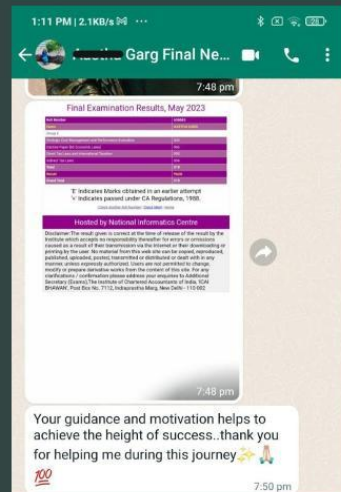 1:11 PM | 2.1KB/s
Garg Final Ne...
7:48 pm
Final Examination Results, May 2023
Group II
Result
'E' Indicates Marks obtained in an earlier attempt
'√' Indicates passed under CA Regulations, 1988.
Hosted by National Informatics Centre
Disclaimer:The result given is correct at the time of release of the result by the
Institute which accepts no responsibility thereafter for errors or omissions
caused as a result of their transmission via the Internet or their downloading or
printing by the user. No material from this web site can be copied, reproduced,
published, uploaded, posted, transmitted or distributed or dealt with in any
manner, unless expressly authorized. Users are not permitted to change,
modify or prepare derivative works from the content of this site. For any
clarifications / confirmation please address your enquiries to Additional
Secretary (Exams),The Institute of Chartered Accountants of India, 'ICAI
BHAWAN', Post Box No. 7112, Indraprastha Marg, New Delhi - 110 002
7:48 pm
Your guidance and motivation helps to
achieve the height of success..thank you
for helping me during this journey✨🙏🏻
💯
7:50 pm